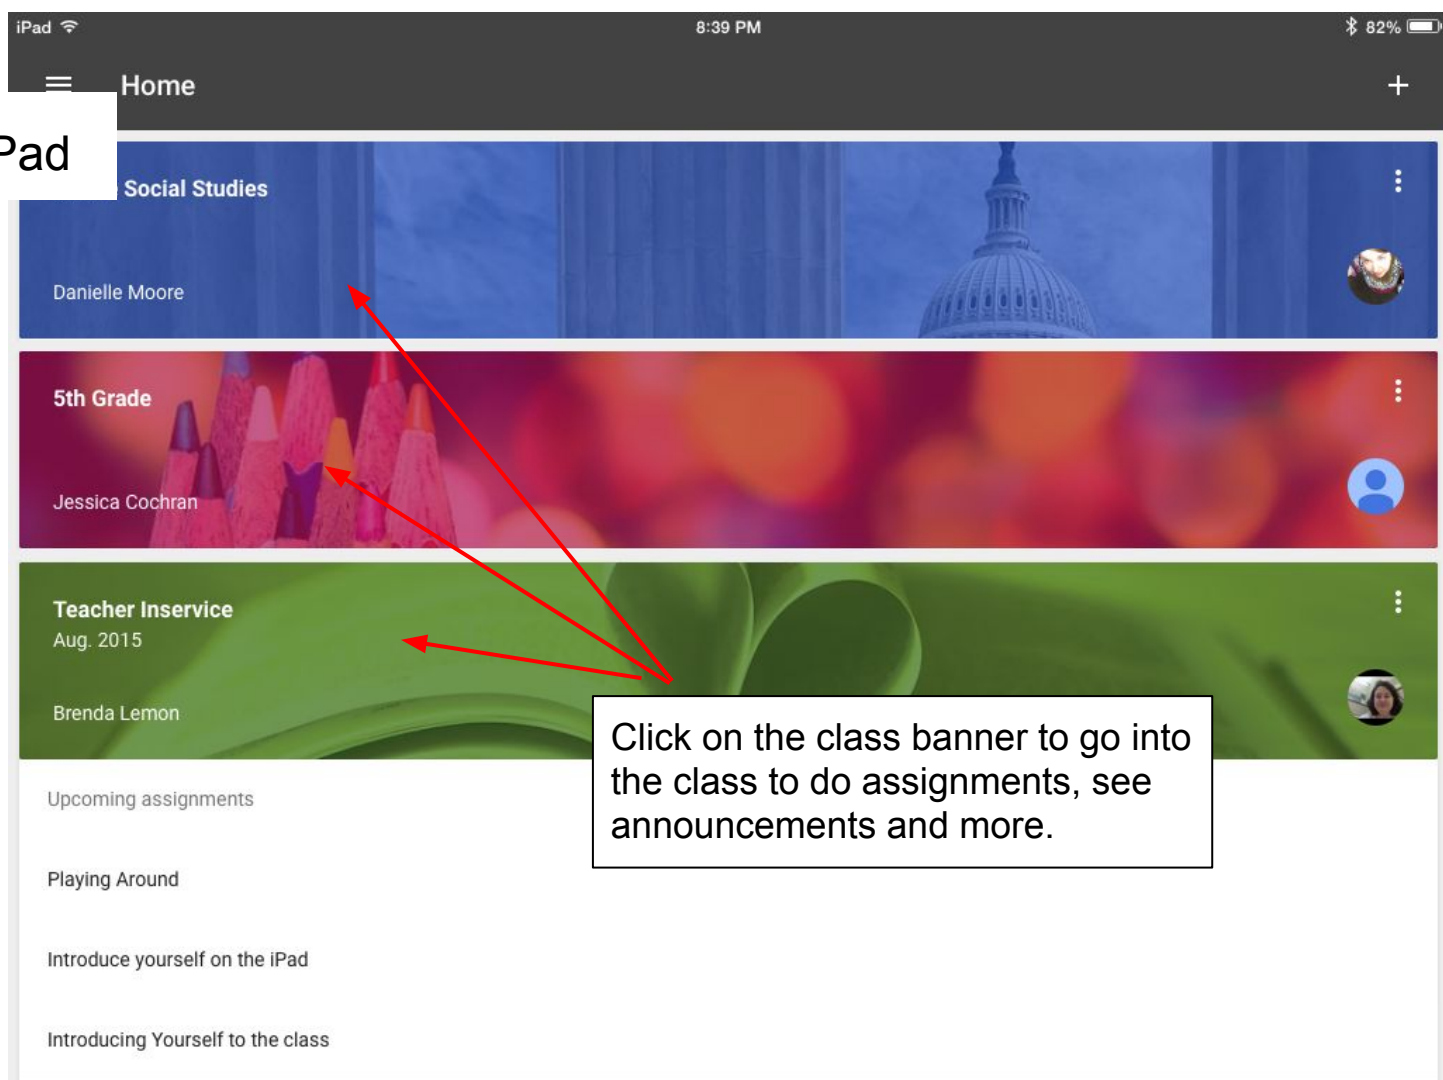 iPad 8:39 PM 82%
Home
Pad
Social Studies
Danielle Moore
5th Grade
Jessica Cochran
Teacher Inservice
Aug. 2015
Brenda Lemon
Click on the class banner to go into
the class to do assignments, see
announcements and more.
Upcoming assignments
Playing Around
Introduce yourself on the iPad
Introducing Yourself to the class